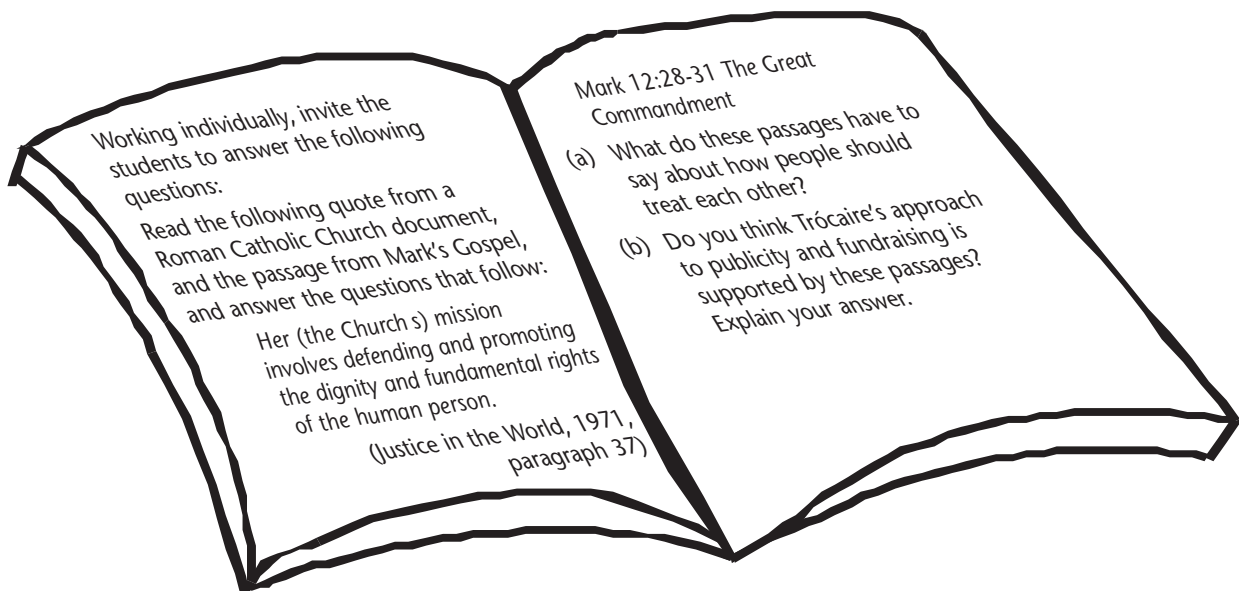 Working individually, invite the
students to answer the following
questions:
Read the following quote from a
Roman Catholic Church document,
and the passage from Mark's Gospel,
and answer the questions that follow:
Her (the Church s) mission
involves defending and promoting
the dignity and fundamental rights
of the human person.
(Justice in the World, 1971,
paragraph 37)
Mark 12:28-31 The Great
Commandment
(a) What do these passages have to
say about how people should
treat each other?
(b) Do you think Trócaire's approach
to publicity and fundraising is
supported by these passages?
Explain your answer.